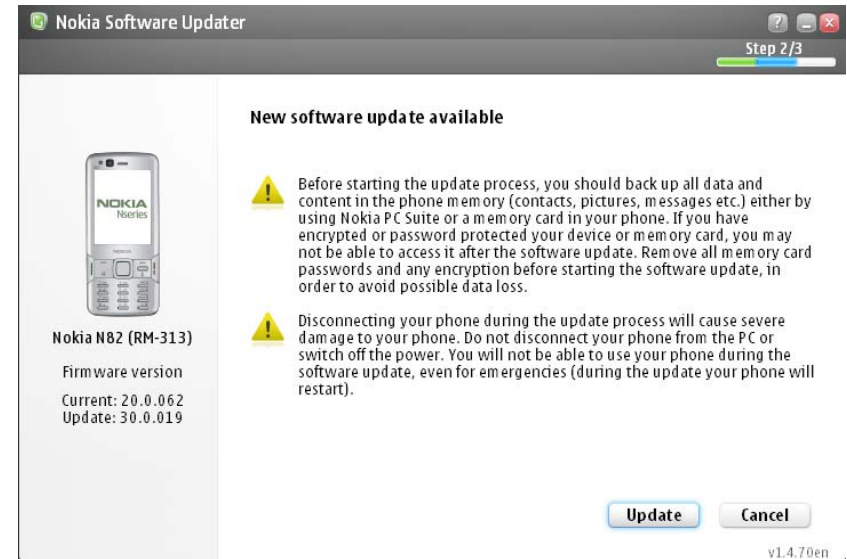 Nokia Software Updater
Step 2/3
New software update available
Before starting the update process, you should back up all data and
content in the phone memory (contacts, pictures, messages etc.) either by
using Nokia PC Suite or a memory card in your phone. If you have
encrypted or password protected your device or memory card, you may
not be able to access it after the software update. Remove all memory card
passwords and any encryption before starting the software update, in
order to avoid possible data loss.
Disconnecting your phone during the update process will cause severe
damage to your phone. Do not disconnect your phone from the PC or
switch off the power. You will not be able to use your phone during the
software update, even for emergencies (during the update your phone will
restart).
NOKIA
Nseries
Nokia N82 (RM-313)
Firmware version
Current: 20.0.062
Update: 30.0.019
Update
Cancel
v1.4.70en